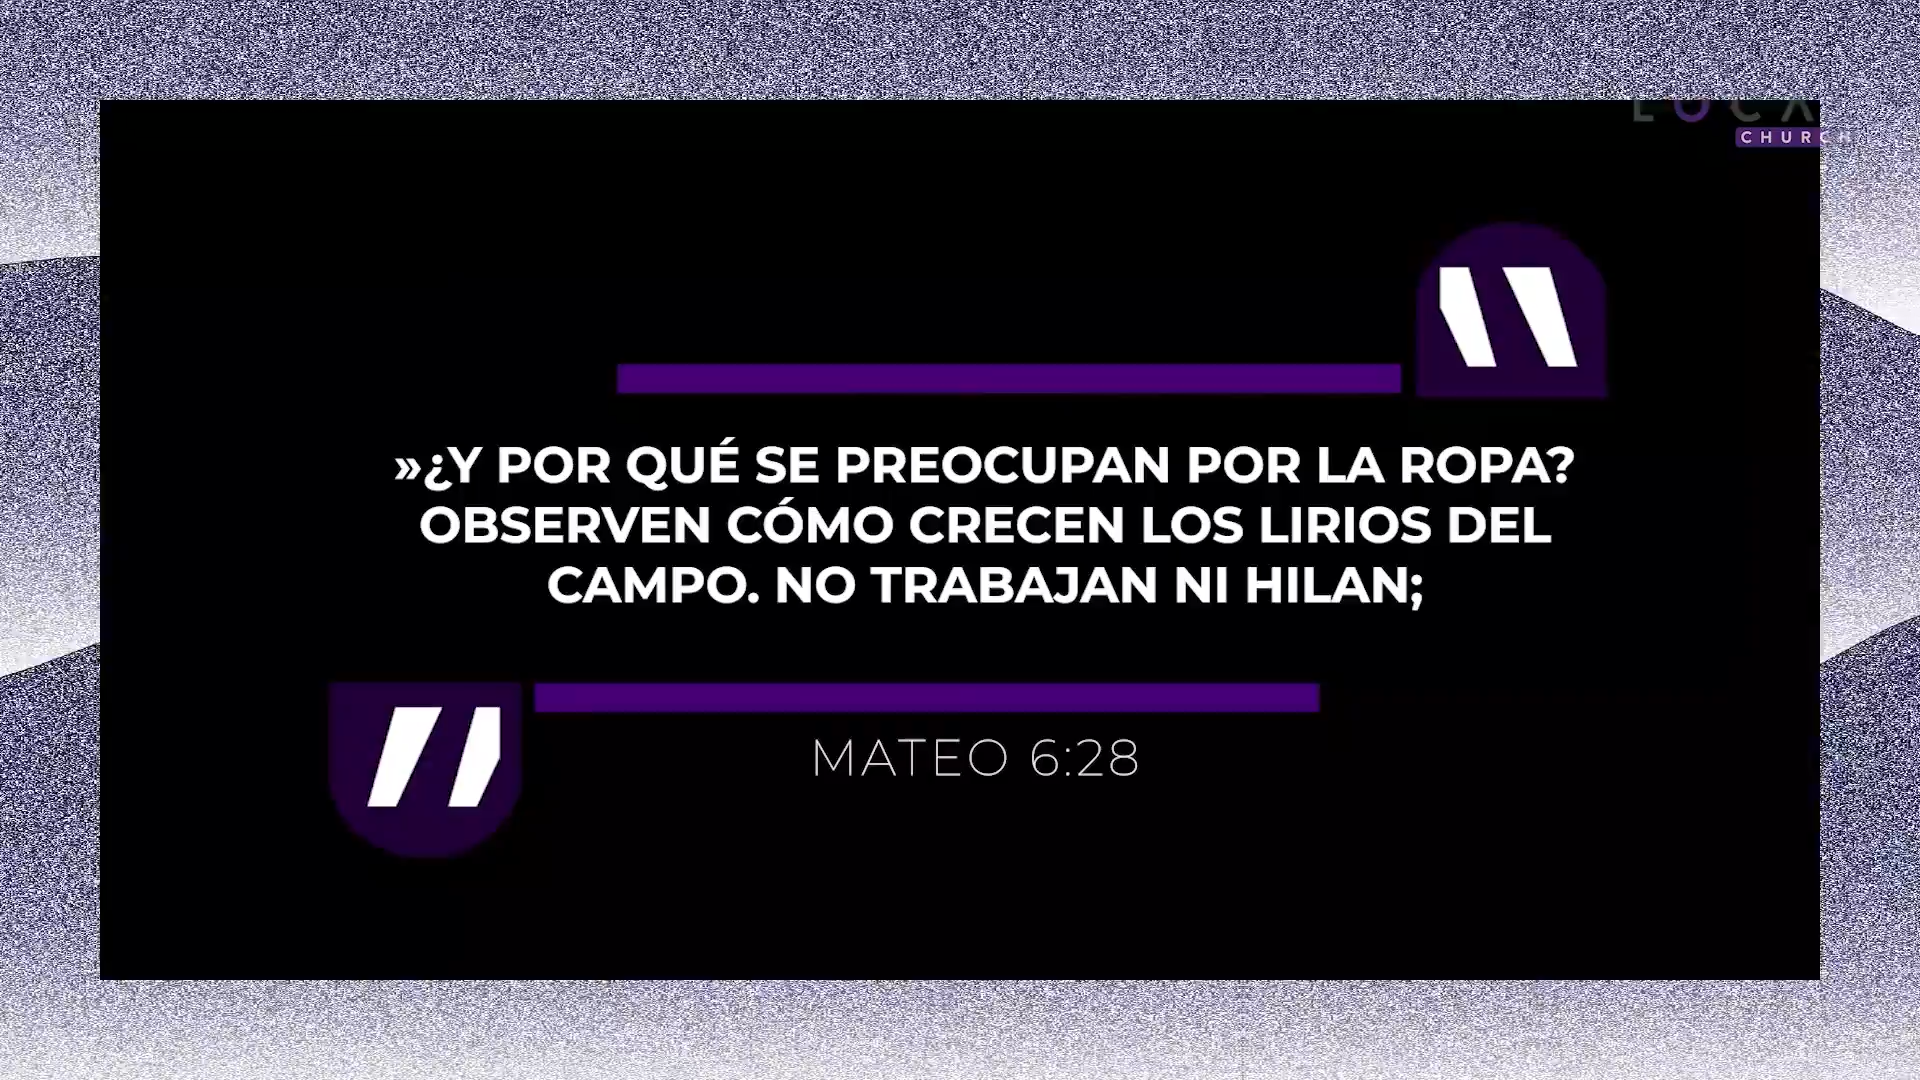 CHURCH
»¿Y POR QUÉ SE PREOCUPAN POR LA ROPA?
OBSERVEN CÓMO CRECEN LOS LIRIOS DEL
CAMPO. NO TRABAJAN NI HILAN;
MATEO 6:28